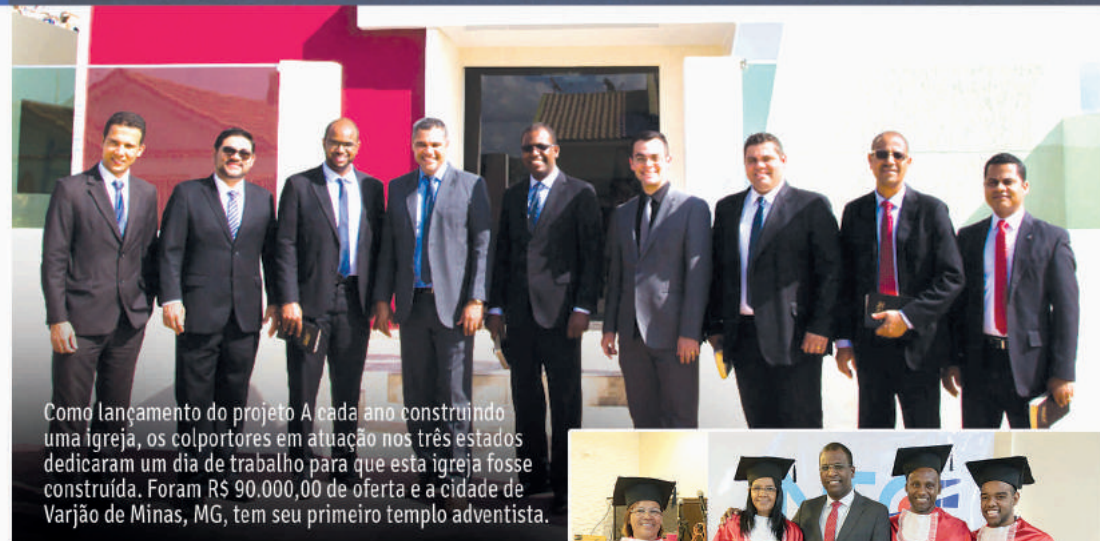 Como lançamento do projeto A cada ano construindo
uma igreja, os colportores em atuação nos três estados
dedicaram um dia de trabalho para que esta igreja fosse
construída. Foram R$ 90.000,00 de oferta e a cidade de
Varjão de Minas, MG, tem seu primeiro templo adventista.